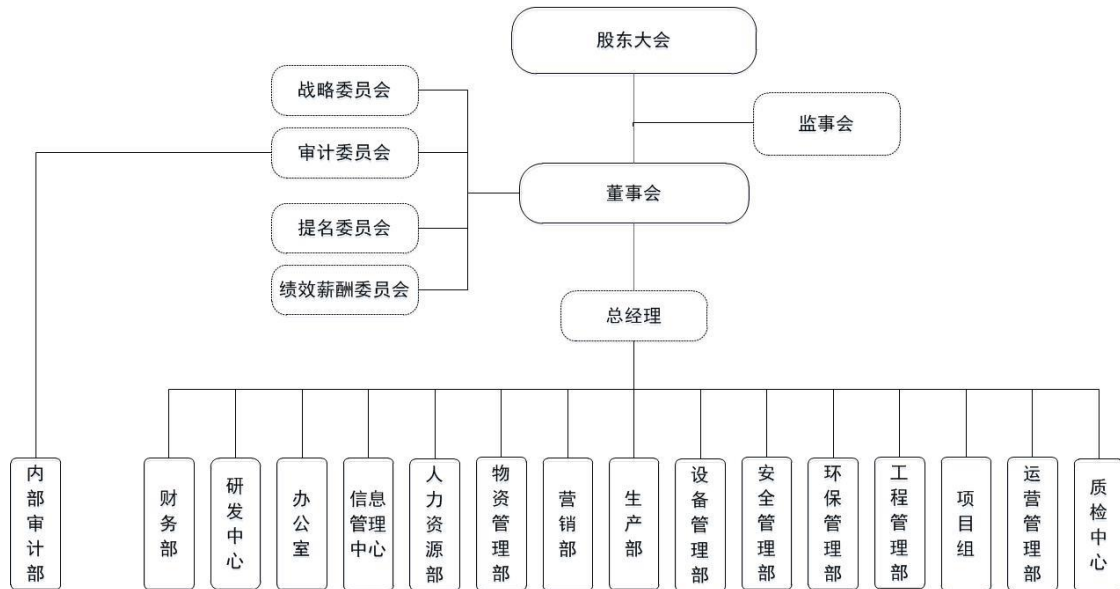 股东大会
战略委员会
监事会
审计委员会
董事会
提名委员会
绩效薪酬委员会
总经理
内部审计部
财务部
研发中心
办公室
信息管理中心
人力资源部
物资管理部
营销部
生产部
设备管理部
安全管理部
环保管理部
工程管理部
项目组
运营管理部
质检中心